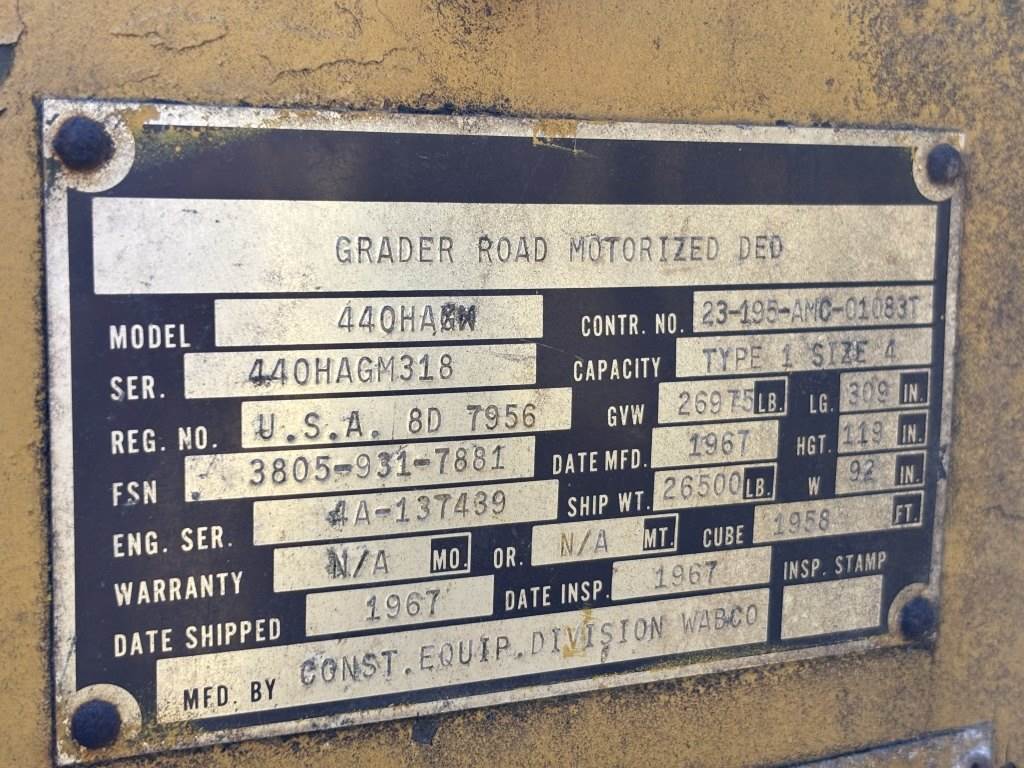 GRADER ROAD MOTORIZED DED
MODEL 440HA CONTR. NO. 23-195-AMC-01083T
SER. 440HAGM318 CAPACITY TYPE 1 SIZE 4
REG. NO. U.S.A. 8D 7956 GVW 26975 LB. LG. 309 IN.
FSN 3805-931-7881 DATE MFD. 1967 HGT. 119 IN.
ENG. SER. 4A-137439 SHIP WT. 26500 LB. W 92 IN.
WARRANTY N/A MO. OR. N/A MT. CUBE 1958 FT.
DATE SHIPPED 1967 DATE INSP. 1967 INSP. STAMP
MFD. BY CONST. EQUIP. DIVISION WABCO